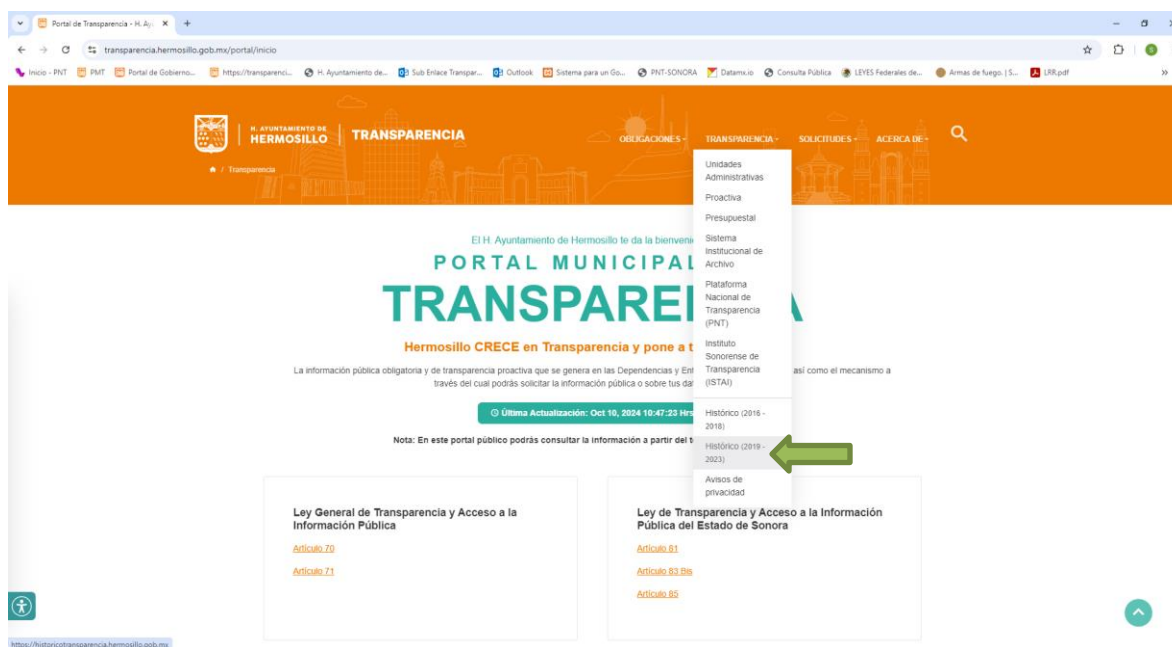 Portal de Transparencia - H. Ay
transparencia.hermosillo.gob.mx/portal/inicio
Inicio - PNT
PMT
Portal de Gobierno...
https://transparenci...
H. Ayuntamiento de...
Sub Enlace Transpar...
Outlook
Sistema para un Go...
PNT-SONORA
Datamx.io
Consulta Pública
LEYES Federales de...
Armas de fuego. | S...
LRR.pdf
H. AYUNTAMIENTO DE
HERMOSILLO
TRANSPARENCIA
OBLIGACIONES
TRANSPARENCIA
SOLICITUDES
ACERCA DE
/ Transparencia
Unidades
Administrativas
Proactiva
Presupuestal
Sistema
Institucional de
Archivo
Plataforma
Nacional de
Transparencia
(PNT)
Instituto
Sonorense de
Transparencia
(ISTAI)
Histórico (2016 -
2018)
Histórico (2019 -
2023)
Avisos de
privacidad
El H. Ayuntamiento de Hermosillo te da la bienveni
PORTAL MUNICIPAL
TRANSPARE A
Hermosillo CRECE en Transparencia y pone a t
La información pública obligatoria y de transparencia proactiva que se genera en las Dependencias y En así como el mecanismo a
través del cual podrás solicitar la información pública o sobre tus da
Última Actualización: Oct 10, 2024 10:47:23 Hrs
Nota: En este portal público podrás consultar la información a partir del t
Ley General de Transparencia y Acceso a la
Información Pública
Artículo 70
Artículo 71
Ley de Transparencia y Acceso a la Información
Pública del Estado de Sonora
Artículo 81
Artículo 83 Bis
Artículo 85
https://historicotransparencia.hermosillo.gob.mx